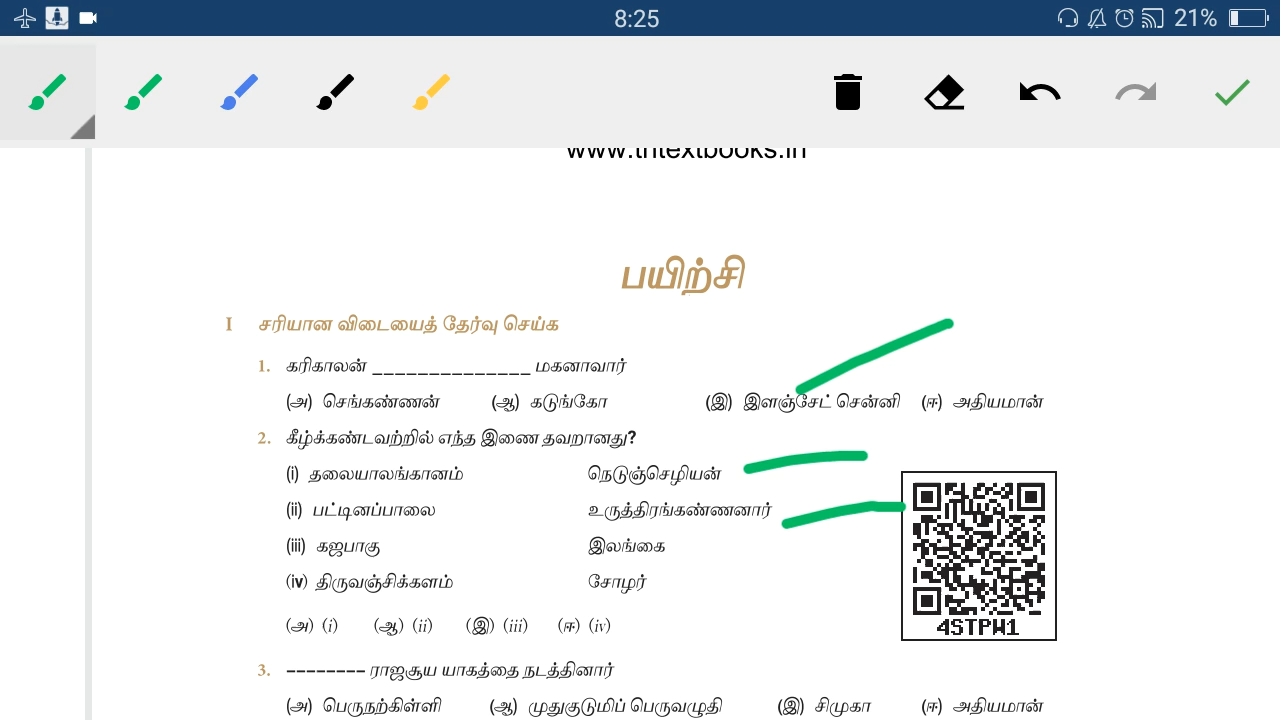 8:25 21%
www.tntextbooks.in
பயிற்சி
I சரியான விடையைத் தேர்வு செய்க
1. கரிகாலன் ______________ மகனாவார்
(அ) செங்கண்ணன் (ஆ) கடுங்கோ (இ) இளஞ்சேட் சென்னி (ஈ) அதியமான்
2. கீழ்க்கண்டவற்றில் எந்த இணை தவறானது?
(i) தலையாலங்கானம் நெடுஞ்செழியன்
(ii) பட்டினப்பாலை உருத்திரங்கண்ணனார்
(iii) கஜபாகு இலங்கை
(iv) திருவஞ்சிக்களம் சோழர்
(அ) (i) (ஆ) (ii) (இ) (iii) (ஈ) (iv)
4STPW1
3. -------- ராஜசூய யாகத்தை நடத்தினார்
(அ) பெருநற்கிள்ளி (ஆ) முதுகுடுமிப் பெருவழுதி (இ) சிமுகா (ஈ) அதியமான்